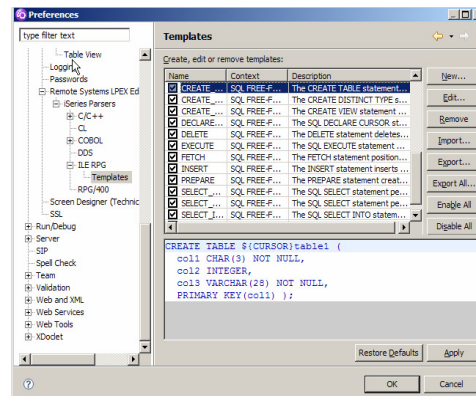 Preferences
type filter text
Templates
Table View
Logging
Passwords
Remote Systems LPEX Ed
iSeries Parsers
C/C++
CL
COBOL
DDS
ILE RPG
Templates
RPG/400
Screen Designer (Technic
SSL
Run/Debug
Server
SIP
Spell Check
Team
Validation
Web and XML
Web Services
Web Tools
XDoclet
Create, edit or remove templates:
Name Context Description
CREATE_... SQL FREE-F... The CREATE TABLE statement...
CREATE_... SQL FREE-F... The CREATE DISTINCT TYPE s...
CREATE_... SQL FREE-F... The CREATE VIEW statement ...
DECLARE... SQL FREE-F... The SQL DECLARE CURSOR st...
DELETE SQL FREE-F... The DELETE statement deletes...
EXECUTE SQL FREE-F... The SQL EXECUTE statement ...
FETCH SQL FREE-F... The FETCH statement position...
INSERT SQL FREE-F... The INSERT statement inserts ...
PREPARE SQL FREE-F... The PREPARE statement creat...
SELECT_... SQL FREE-F... The SQL SELECT statement pe...
SELECT_... SQL FREE-F... The SQL SELECT statement pe...
SELECT_I... SQL FREE-F... The SQL SELECT INTO statem...
New...
Edit...
Remove
Import...
Export...
Export All...
Enable All
Disable All
CREATE TABLE ${CURSOR}table1 (
col1 CHAR(3) NOT NULL,
col2 INTEGER,
col3 VARCHAR(28) NOT NULL,
PRIMARY KEY(col1) );
Restore Defaults
Apply
?
OK
Cancel